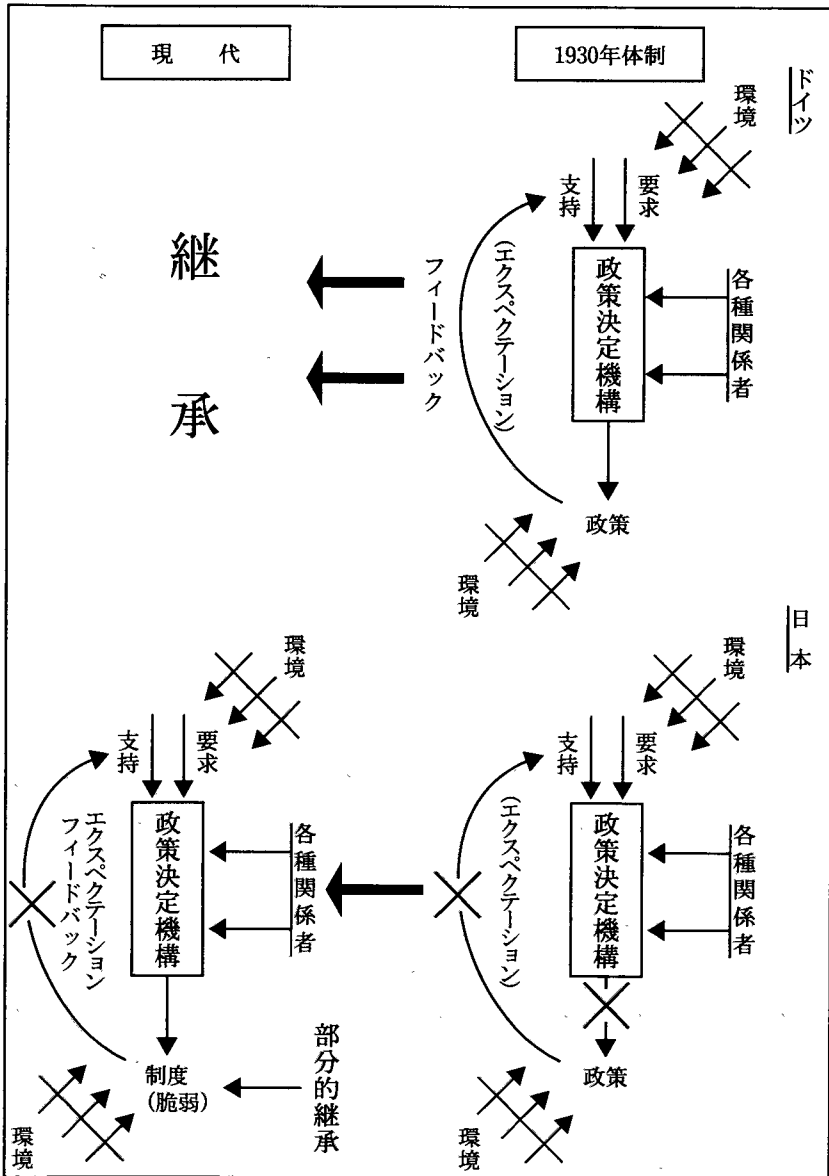 現　代
1930年体制
ドイツ
環境
要求
支持
各種関係者
政策決定機構
(エクスペクテーション)
フィードバック
継承
政策
環境
日本
環境
要求
支持
各種関係者
政策決定機構
(エクスペクテーション)
政策
環境
環境
要求
支持
各種関係者
政策決定機構
エクスペクテーション
フィードバック
部分的継承
制度
(脆弱)
環境